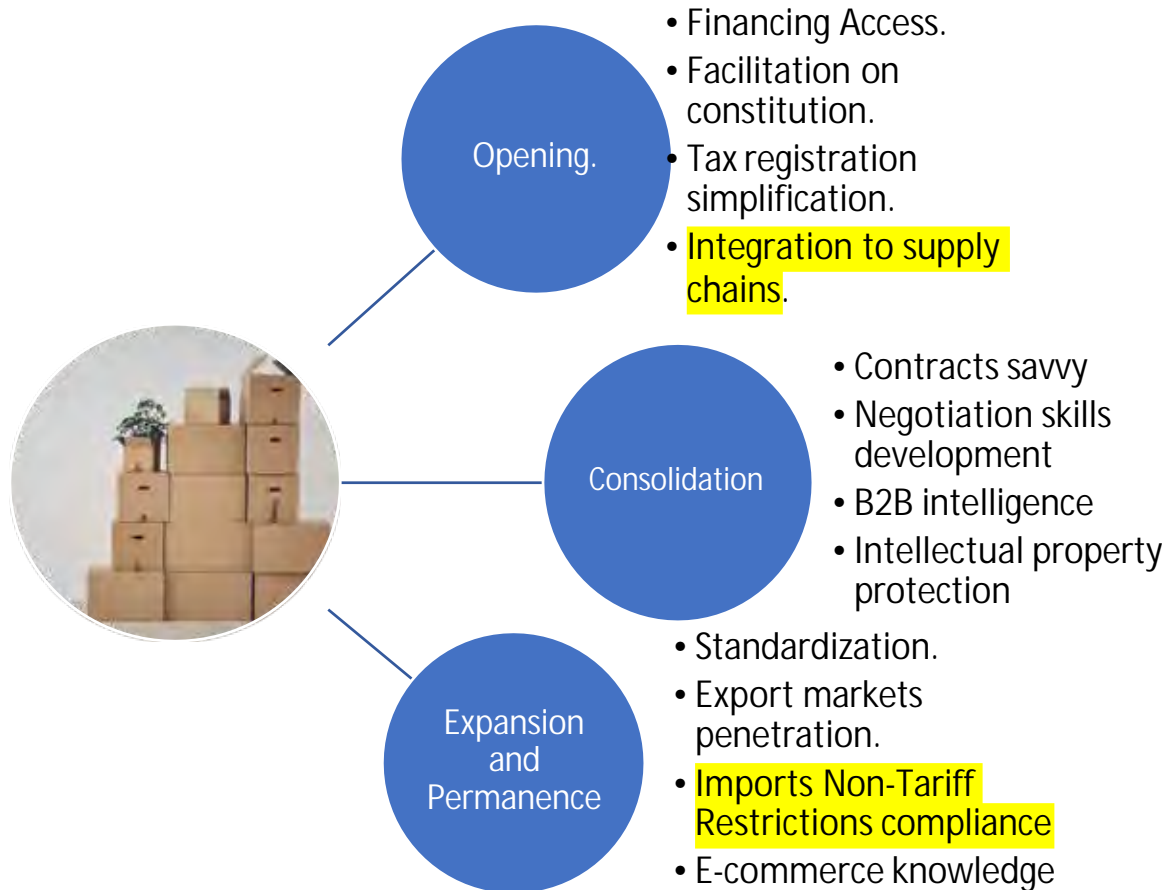 Opening.
• Financing Access.
• Facilitation on
constitution.
• Tax registration
simplification.
• Integration to supply
chains.
Consolidation
• Contracts savvy
• Negotiation skills
development
• B2B intelligence
• Intellectual property
protection
Expansion
and
Permanence
• Standardization.
• Export markets
penetration.
• Imports Non-Tariff
Restrictions compliance
• E-commerce knowledge